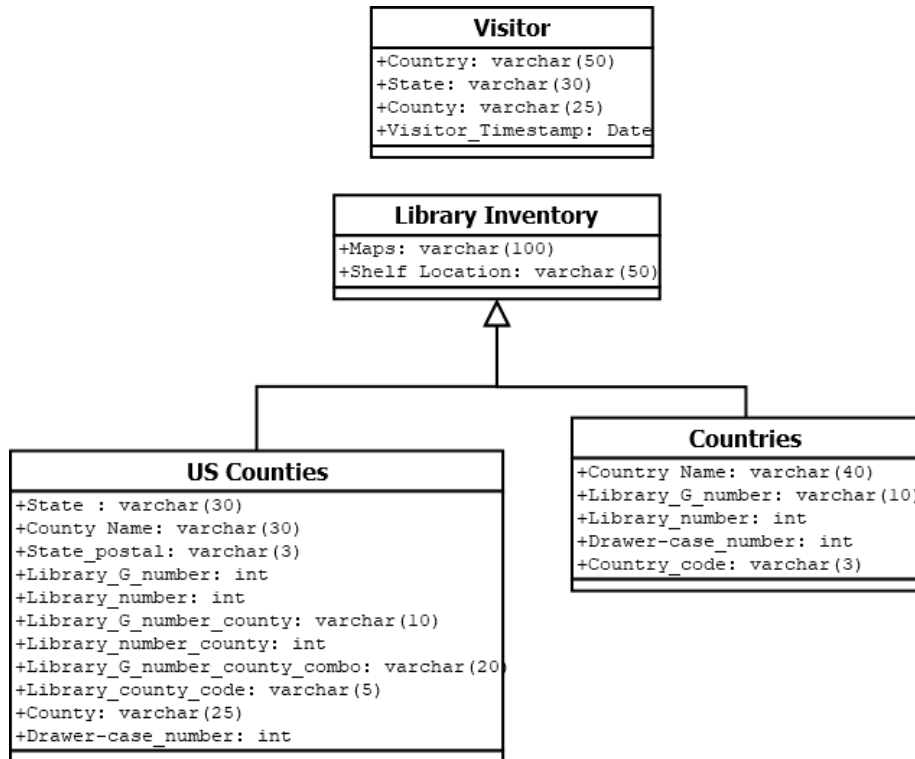 Visitor
+Country: varchar(50)
+State: varchar(30)
+County: varchar(25)
+Visitor_Timestamp: Date
Library Inventory
+Maps: varchar(100)
+Shelf Location: varchar(50)
US Counties
+State : varchar(30)
+County Name: varchar(30)
+State_postal: varchar(3)
+Library_G_number: int
+Library_number: int
+Library_G_number_county: varchar(10)
+Library_number_county: int
+Library_G_number_county_combo: varchar(20)
+Library_county_code: varchar(5)
+County: varchar(25)
+Drawer-case_number: int
Countries
+Country Name: varchar(40)
+Library_G_number: varchar(10)
+Library_number: int
+Drawer-case_number: int
+Country_code: varchar(3)